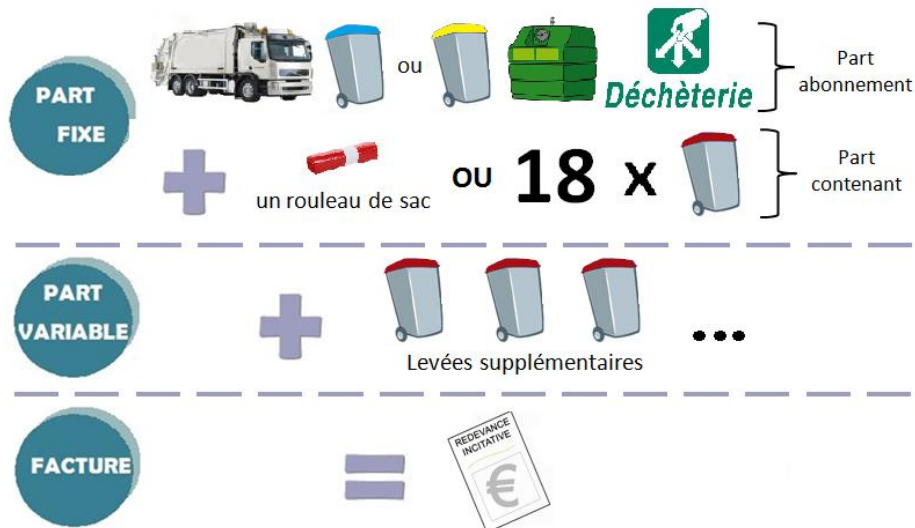 PART
FIXE
ou
Déchèterie
Part
abonnement
un rouleau de sac
OU
18 x
Part
contenant
PART
VARIABLE
Levées supplémentaires
...
FACTURE
REDEVANCE
INCITATIVE
€